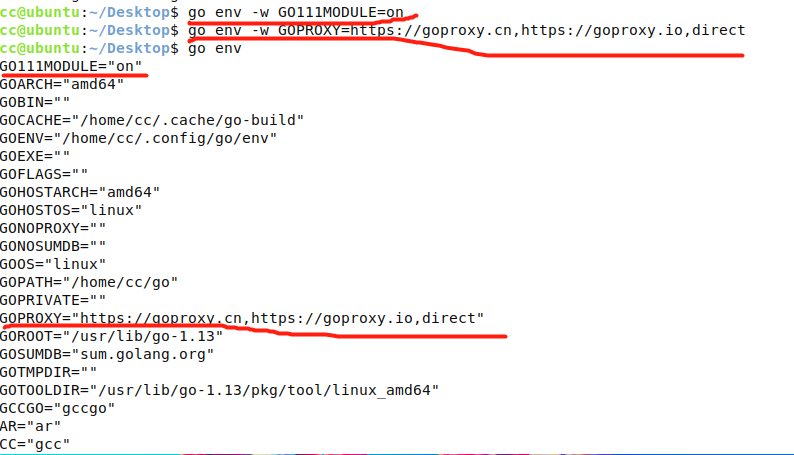 cc@ubuntu:~/Desktop$ go env -w GO111MODULE=on
cc@ubuntu:~/Desktop$ go env -w GOPROXY=https://goproxy.cn,https://goproxy.io,direct
cc@ubuntu:~/Desktop$ go env
GO111MODULE="on"
GOARCH="amd64"
GOBIN=""
GOCACHE="/home/cc/.cache/go-build"
GOENV="/home/cc/.config/go/env"
GOEXE=""
GOFLAGS=""
GOHOSTARCH="amd64"
GOHOSTOS="linux"
GONOPROXY=""
GONOSUMDB=""
GOOS="linux"
GOPATH="/home/cc/go"
GOPRIVATE=""
GOPROXY="https://goproxy.cn,https://goproxy.io,direct"
GOROOT="/usr/lib/go-1.13"
GOSUMDB="sum.golang.org"
GOTMPDIR=""
GOTOOLDIR="/usr/lib/go-1.13/pkg/tool/linux_amd64"
GCCGO="gccgo"
AR="ar"
CC="gcc"